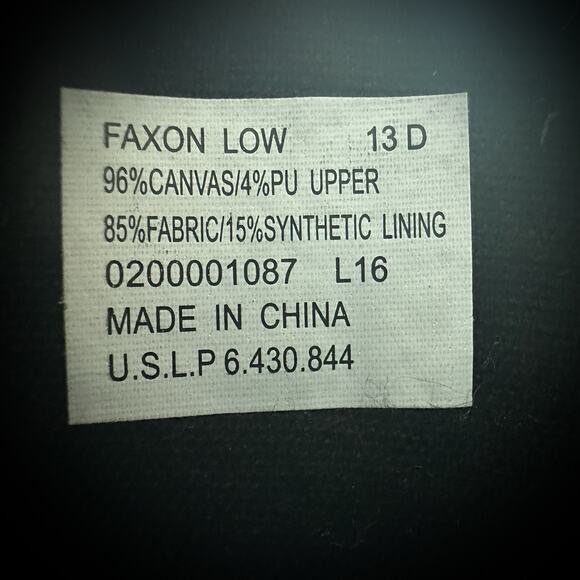 FAXON LOW 13 D
96%CANVAS/4%PU UPPER
85%FABRIC/15%SYNTHETIC LINING
0200001087 L16
MADE IN CHINA
U.S.L.P 6.430.844